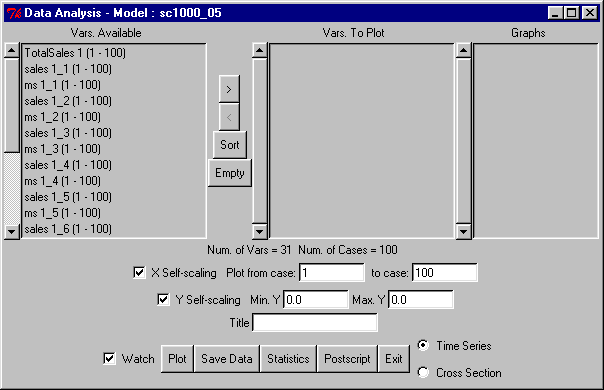 Data Analysis - Model : sc1000_05
Vars. Available Vars. To Plot Graphs
TotalSales 1 (1 - 100)
sales 1_1 (1 - 100)
ms 1_1 (1 - 100)
sales 1_2 (1 - 100)
ms 1_2 (1 - 100)
sales 1_3 (1 - 100)
ms 1_3 (1 - 100)
sales 1_4 (1 - 100)
ms 1_4 (1 - 100)
sales 1_5 (1 - 100)
ms 1_5 (1 - 100)
sales 1_6 (1 - 100)
>
<
Sort
Empty
Num. of Vars = 31 Num. of Cases = 100
X Self-scaling Plot from case: 1 to case: 100
Y Self-scaling Min. Y 0.0 Max. Y 0.0
Title
Watch Plot Save Data Statistics Postscript Exit
Time Series
Cross Section